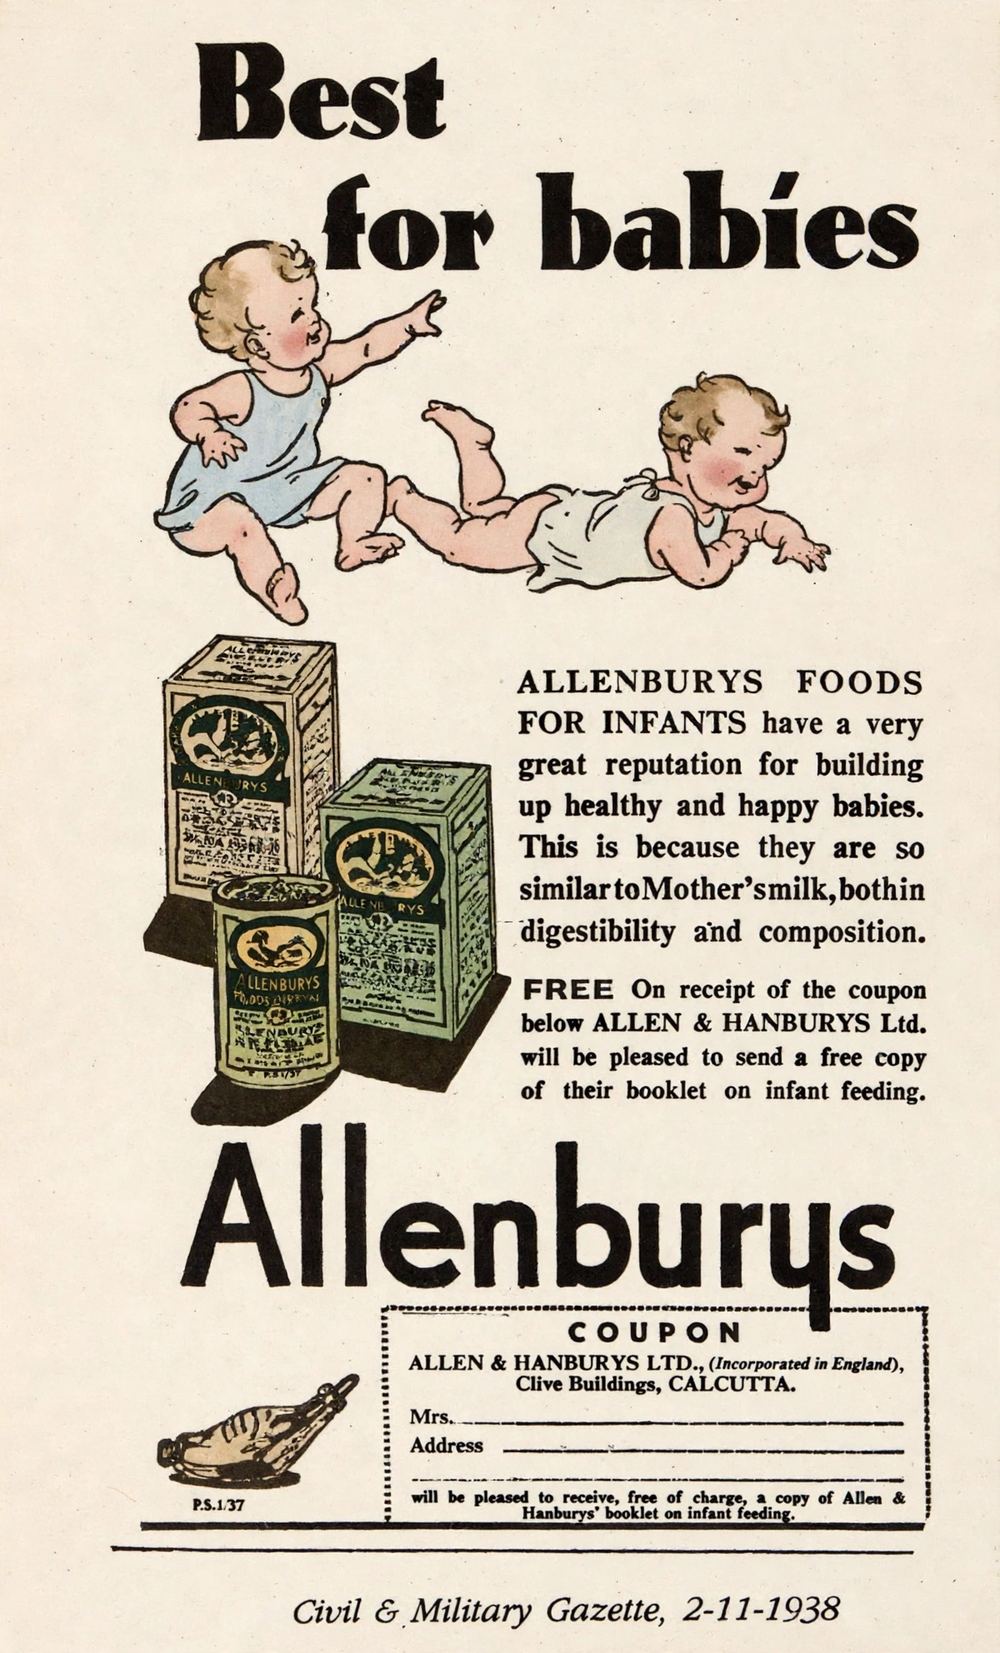 Best
for babies
ALLENBURYS
ALLENBURYS
ALLENBURYS
ALLENBURYS FOODS
FOR INFANTS have a very
great reputation for building
up healthy and happy babies.
This is because they are so
similar to Mother's milk, both in
digestibility and composition.
FREE On receipt of the coupon
below ALLEN & HANBURYS Ltd.
will be pleased to send a free copy
of their booklet on infant feeding.
Allenburys
COUPON
ALLEN & HANBURYS LTD., (Incorporated in England),
Clive Buildings, CALCUTTA.
Mrs.
Address
will be pleased to receive, free of charge, a copy of Allen &
Hanburys' booklet on infant feeding.
P.S.1/37
Civil & Military Gazette, 2-11-1938